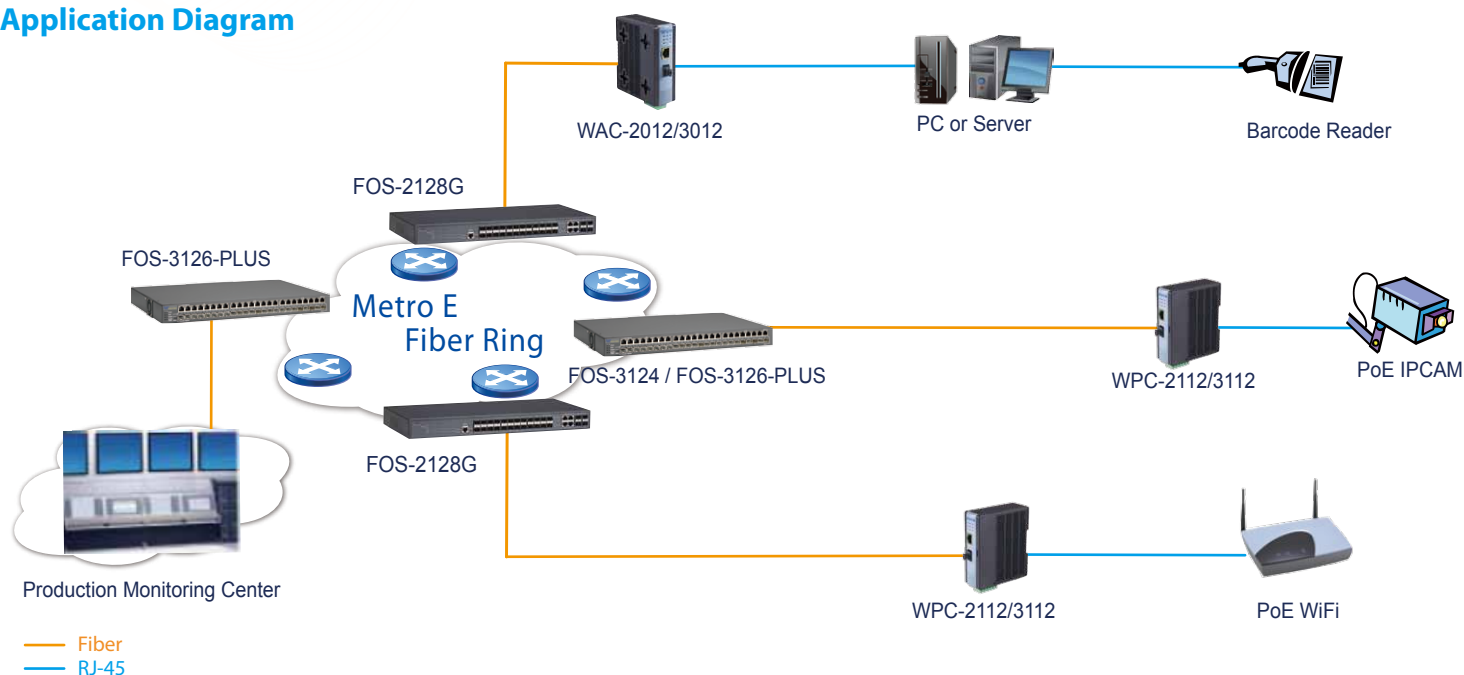 Application Diagram
WAC-2012/3012
PC or Server
Barcode Reader
FOS-2128G
FOS-3126-PLUS
Metro E
Fiber Ring
FOS-3124 / FOS-3126-PLUS
WPC-2112/3112
PoE IPCAM
FOS-2128G
Production Monitoring Center
WPC-2112/3112
PoE WiFi
Fiber
RJ-45